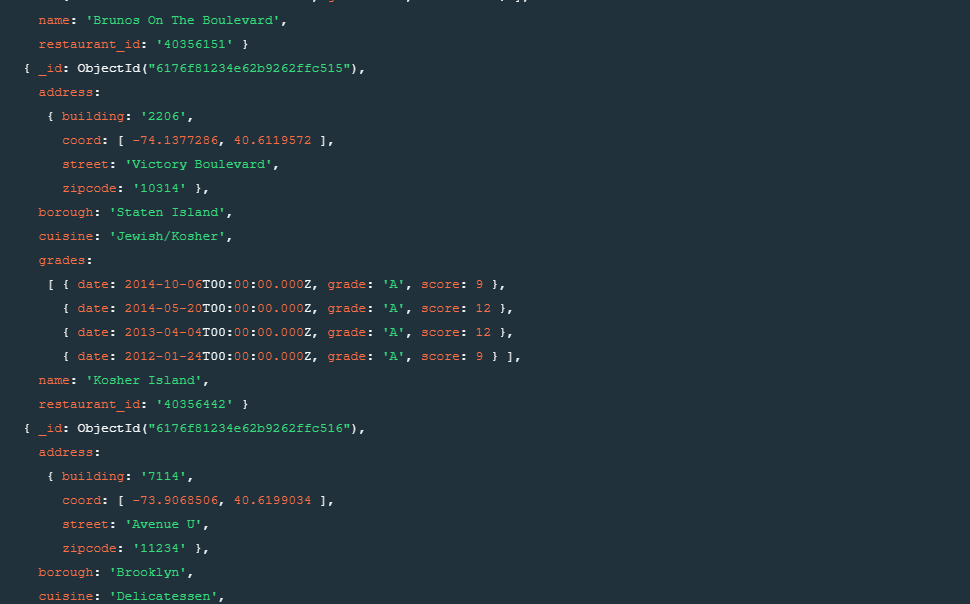 name: 'Brunos On The Boulevard',
restaurant_id: '40356151' }
{ _id: ObjectId("6176f81234e62b9262ffc515"),
address:
{ building: '2206',
coord: [ -74.1377286, 40.6119572 ],
street: 'Victory Boulevard',
zipcode: '10314' },
borough: 'Staten Island',
cuisine: 'Jewish/Kosher',
grades:
[ { date: 2014-10-06T00:00:00.000Z, grade: 'A', score: 9 },
{ date: 2014-05-20T00:00:00.000Z, grade: 'A', score: 12 },
{ date: 2013-04-04T00:00:00.000Z, grade: 'A', score: 12 },
{ date: 2012-01-24T00:00:00.000Z, grade: 'A', score: 9 } ],
name: 'Kosher Island',
restaurant_id: '40356442' }
{ _id: ObjectId("6176f81234e62b9262ffc516"),
address:
{ building: '7114',
coord: [ -73.9068506, 40.6199034 ],
street: 'Avenue U',
zipcode: '11234' },
borough: 'Brooklyn',
cuisine: 'Delicatessen',